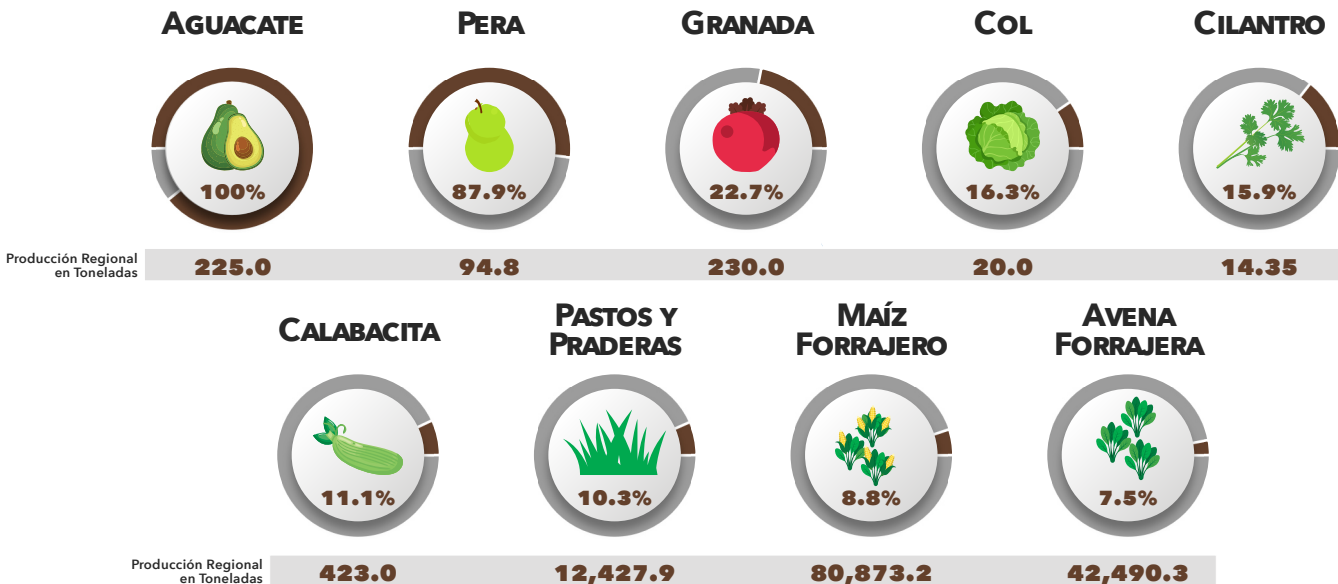 AGUACATE
PERA
GRANADA
COL
CILANTRO
100%
87.9%
22.7%
16.3%
15.9%
Producción Regional
en Toneladas
225.0
94.8
230.0
20.0
14.35
CALABACITA
PASTOS Y
PRADERAS
MAÍZ
FORRAJERO
AVENA
FORRAJERA
11.1%
10.3%
8.8%
7.5%
Producción Regional
en Toneladas
423.0
12,427.9
80,873.2
42,490.3